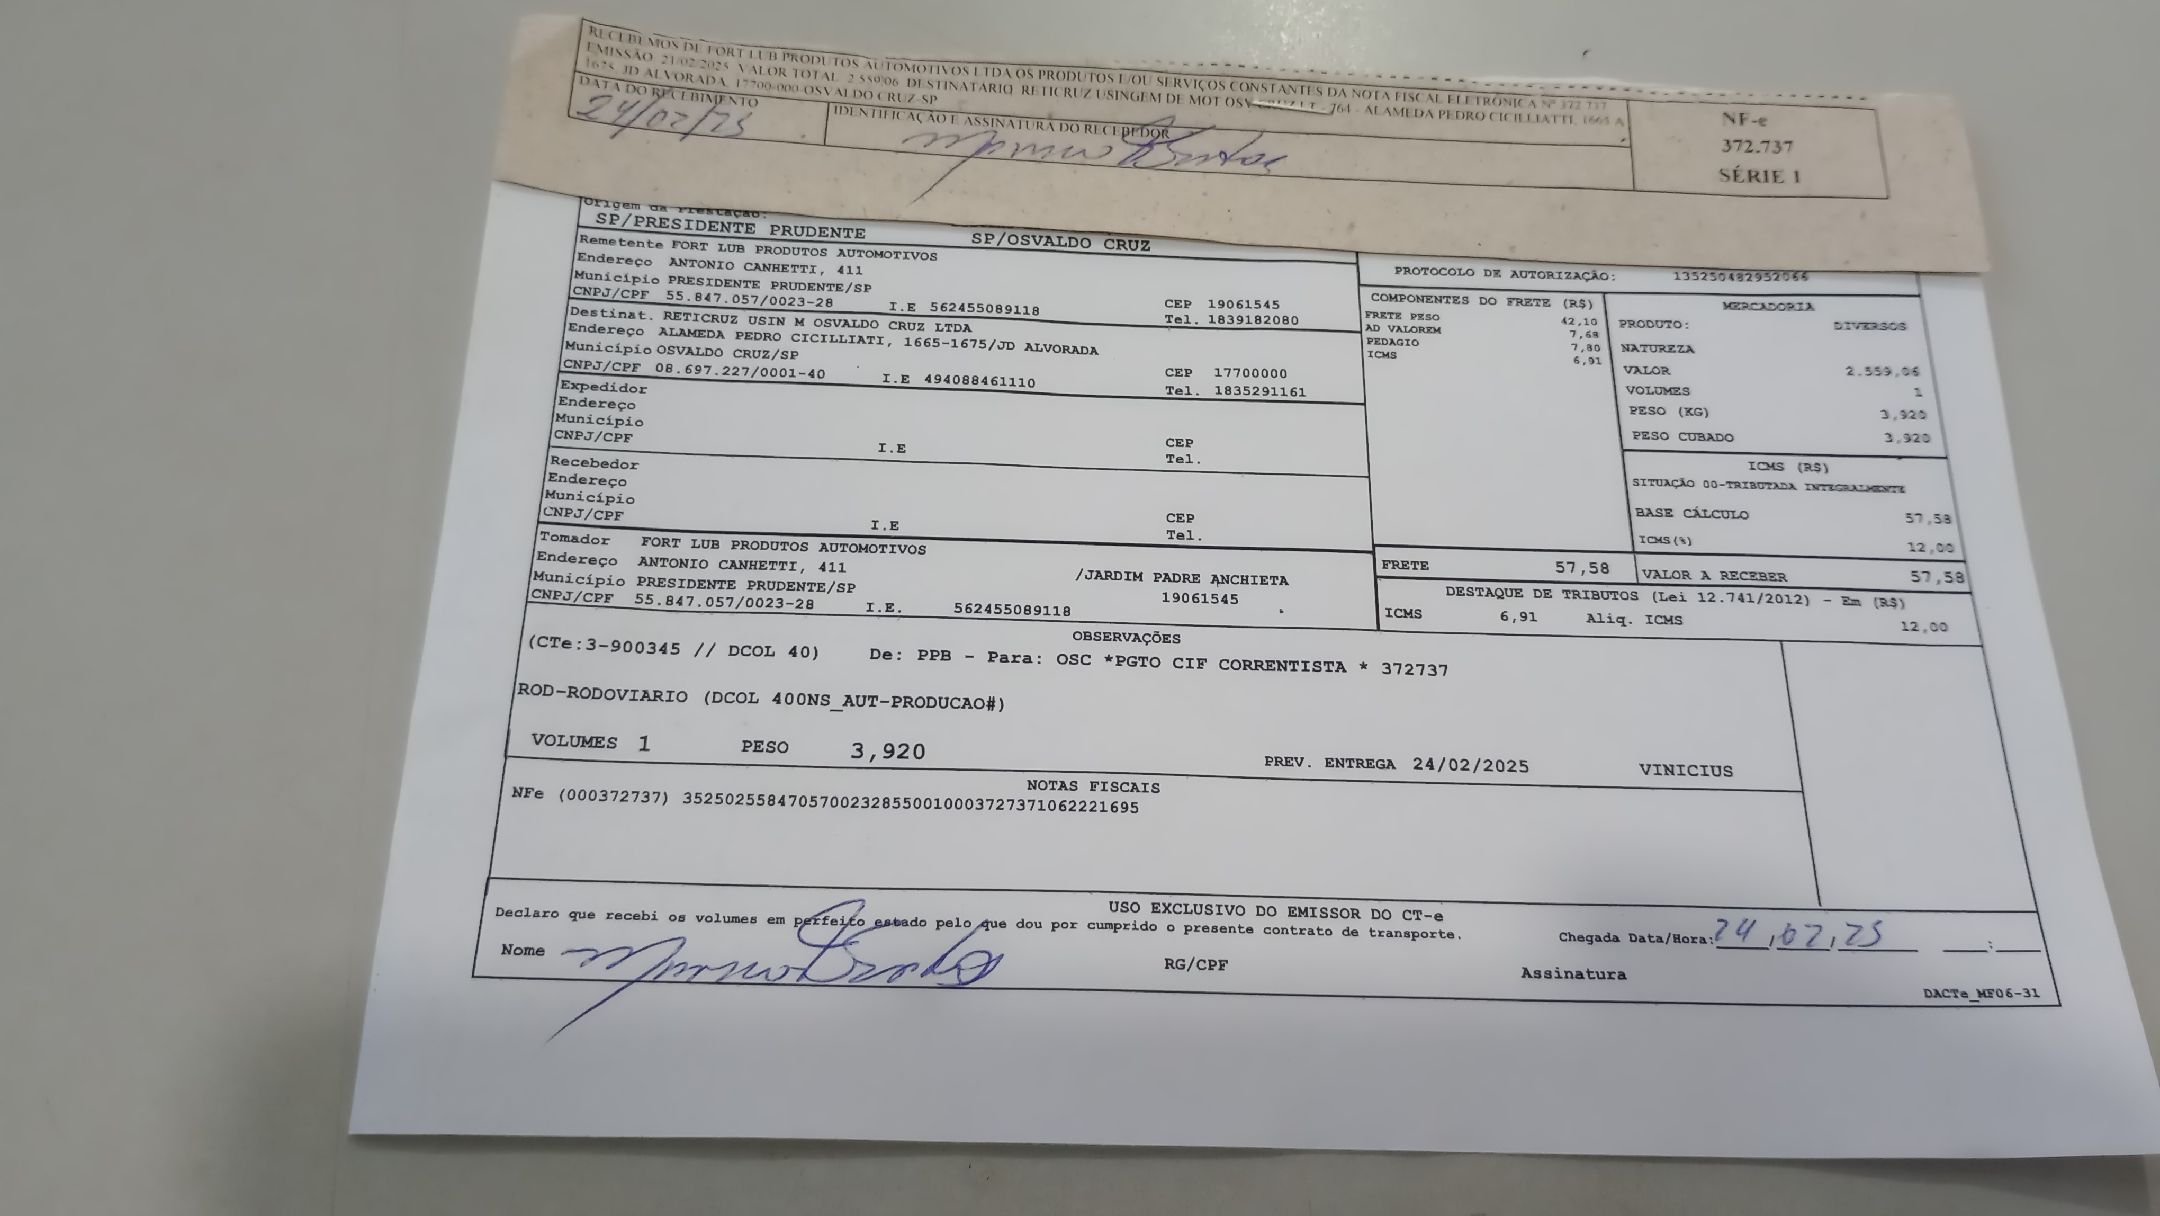 RECEBEMOS DE FORT LUB PRODUTOS AUTOMOTIVOS LTDA OS PRODUTOS E/OU SERVIÇOS CONSTANTES DA NOTA FISCAL ELETRÔNICA Nº 372.737
EMISSÃO: 21/02/2025 VALOR TOTAL: 2.559,06 DESTINATÁRIO: RETICRUZ USINGEM DE MOT OSV 764 - ALAMEDA PEDRO CICILLIATTI, 1665 A
1675, JD ALVORADA, 17700-000-OSVALDO CRUZ-SP
DATA DO RECEBIMENTO
24/02/25
IDENTIFICAÇÃO E ASSINATURA DO RECEBEDOR
NF-e
372.737
SÉRIE 1
Origem da Prestação:
SP/PRESIDENTE PRUDENTE SP/OSVALDO CRUZ
Remetente FORT LUB PRODUTOS AUTOMOTIVOS
Endereço ANTONIO CANHETTI, 411
Município PRESIDENTE PRUDENTE/SP CEP 19061545
CNPJ/CPF 55.847.057/0023-28 I.E 562455089118 Tel. 1839182080
Destinat. RETICRUZ USIN M OSVALDO CRUZ LTDA
Endereço ALAMEDA PEDRO CICILLIATI, 1665-1675/JD ALVORADA
Município OSVALDO CRUZ/SP CEP 17700000
CNPJ/CPF 08.697.227/0001-40 I.E 494088461110 Tel. 1835291161
Expedidor
Endereço
Município CEP
CNPJ/CPF I.E Tel.
Recebedor
Endereço
Município CEP
CNPJ/CPF I.E Tel.
Tomador FORT LUB PRODUTOS AUTOMOTIVOS
Endereço ANTONIO CANHETTI, 411 /JARDIM PADRE ANCHIETA
Município PRESIDENTE PRUDENTE/SP 19061545
CNPJ/CPF 55.847.057/0023-28 I.E. 562455089118
PROTOCOLO DE AUTORIZAÇÃO: 135250482952066
COMPONENTES DO FRETE (R$)
FRETE PESO 42,10
AD VALOREM 7,68
PEDAGIO 7,80
ICMS 6,91
MERCADORIA
PRODUTO: DIVERSOS
NATUREZA
VALOR 2.559,06
VOLUMES 1
PESO (KG) 3,920
PESO CUBADO 3,920
ICMS (R$)
SITUAÇÃO 00-TRIBUTADA INTEGRALMENTE
BASE CÁLCULO 57,58
ICMS(%) 12,00
FRETE 57,58 VALOR A RECEBER 57,58
DESTAQUE DE TRIBUTOS (Lei 12.741/2012) - Em (R$)
ICMS 6,91 Aliq. ICMS 12,00
OBSERVAÇÕES
(CTe:3-900345 // DCOL 40) De: PPB - Para: OSC *PGTO CIF CORRENTISTA * 372737
ROD-RODOVIARIO (DCOL 400NS_AUT-PRODUCAO#)
VOLUMES 1 PESO 3,920 PREV. ENTREGA 24/02/2025 VINICIUS
NOTAS FISCAIS
NFe (000372737) 35250255847057002328550010003727371062221695
USO EXCLUSIVO DO EMISSOR DO CT-e
Declaro que recebi os volumes em perfeito estado pelo que dou por cumprido o presente contrato de transporte.
Chegada Data/Hora: 24,02,25 :
Nome RG/CPF Assinatura
DACTe_MF06-31